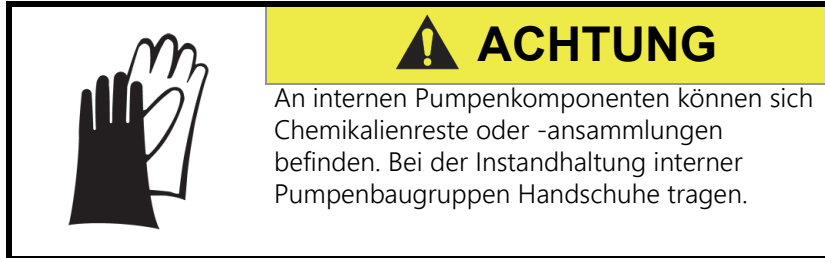 ACHTUNG
An internen Pumpenkomponenten können sich
Chemikalienreste oder -ansammlungen
befinden. Bei der Instandhaltung interner
Pumpenbaugruppen Handschuhe tragen.